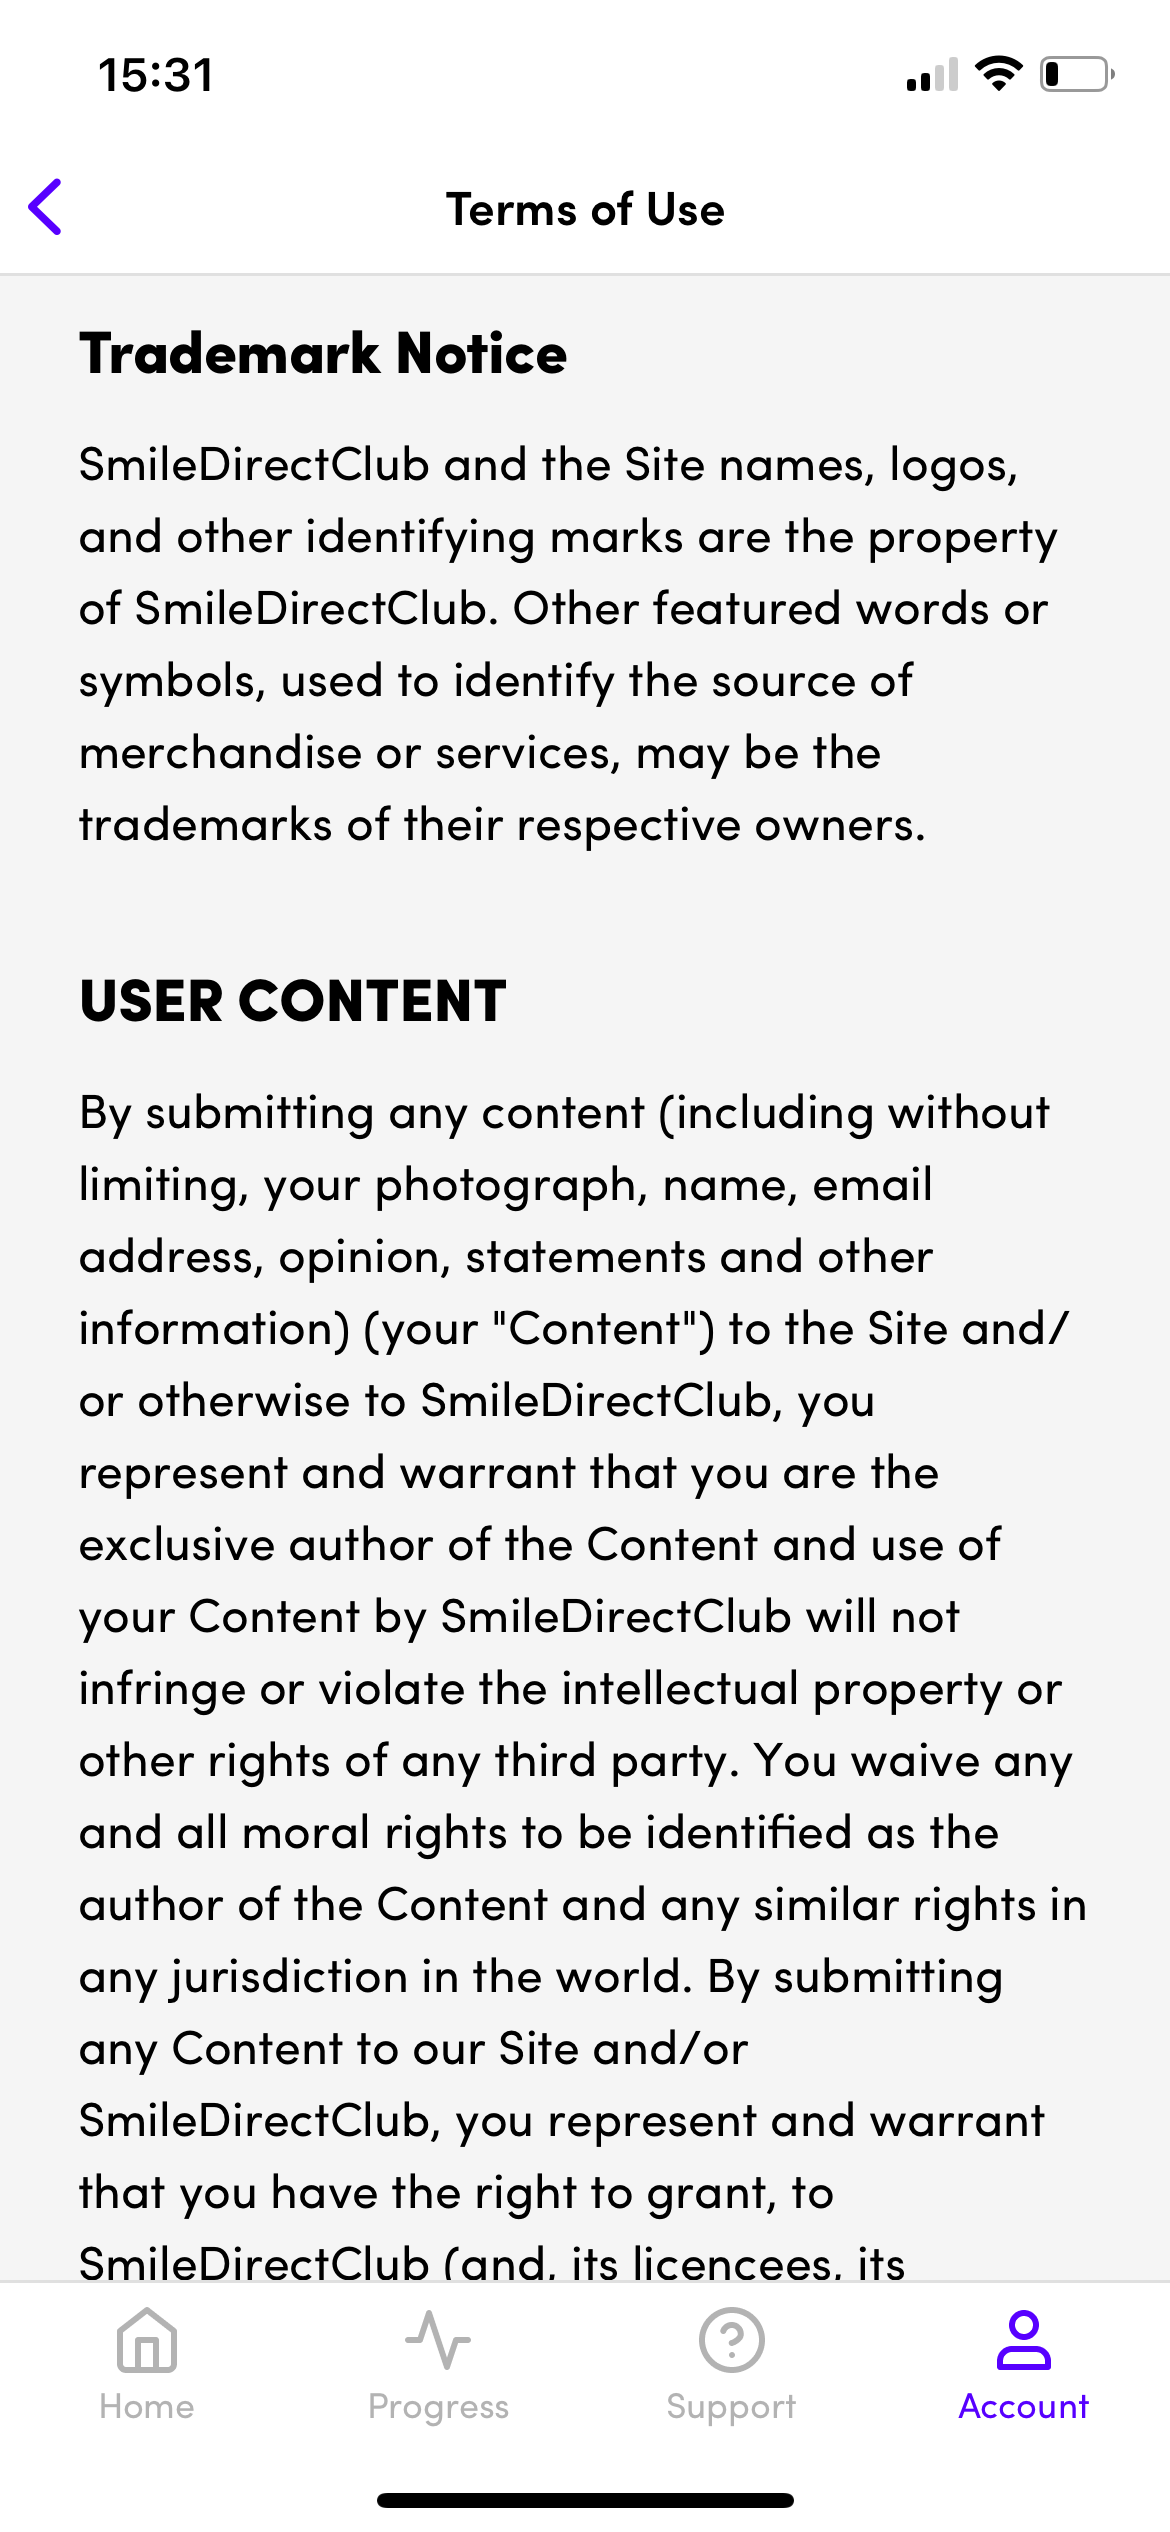 15:31
Terms of Use
Trademark Notice
SmileDirectClub and the Site names, logos,
and other identifying marks are the property
of SmileDirectClub. Other featured words or
symbols, used to identify the source of
merchandise or services, may be the
trademarks of their respective owners.
USER CONTENT
By submitting any content (including without
limiting, your photograph, name, email
address, opinion, statements and other
information) (your "Content") to the Site and/
or otherwise to SmileDirectClub, you
represent and warrant that you are the
exclusive author of the Content and use of
your Content by SmileDirectClub will not
infringe or violate the intellectual property or
other rights of any third party. You waive any
and all moral rights to be identified as the
author of the Content and any similar rights in
any jurisdiction in the world. By submitting
any Content to our Site and/or
SmileDirectClub, you represent and warrant
that you have the right to grant, to
SmileDirectClub (and, its licencees, its
Home
Progress
Support
Account